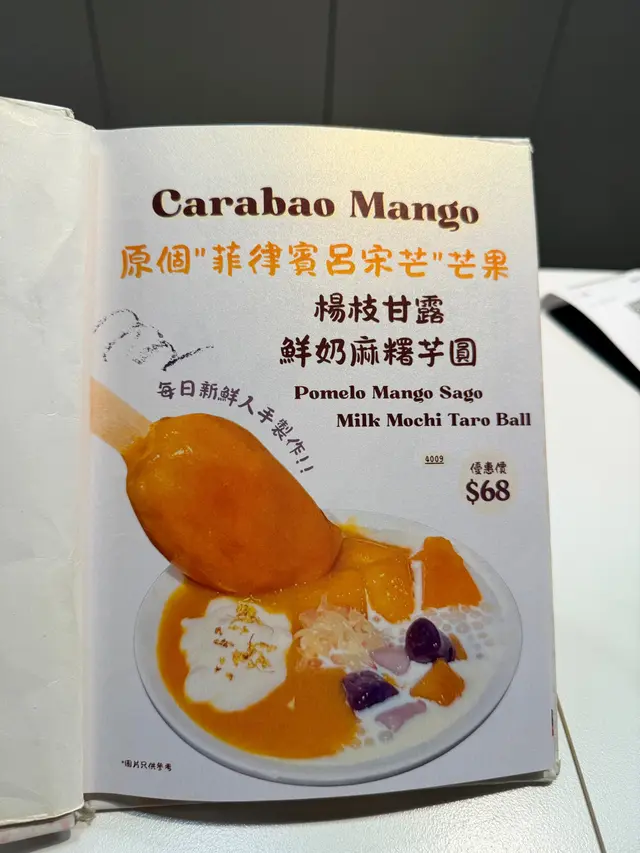 Carabao Mango
原個"菲律賓呂宋芒"芒果
楊枝甘露
鮮奶麻糬芋圓
每日新鮮人手製作!!
Pomelo Mango Sago
Milk Mochi Taro Ball
4009
優惠價
$68
*圖片只供參考